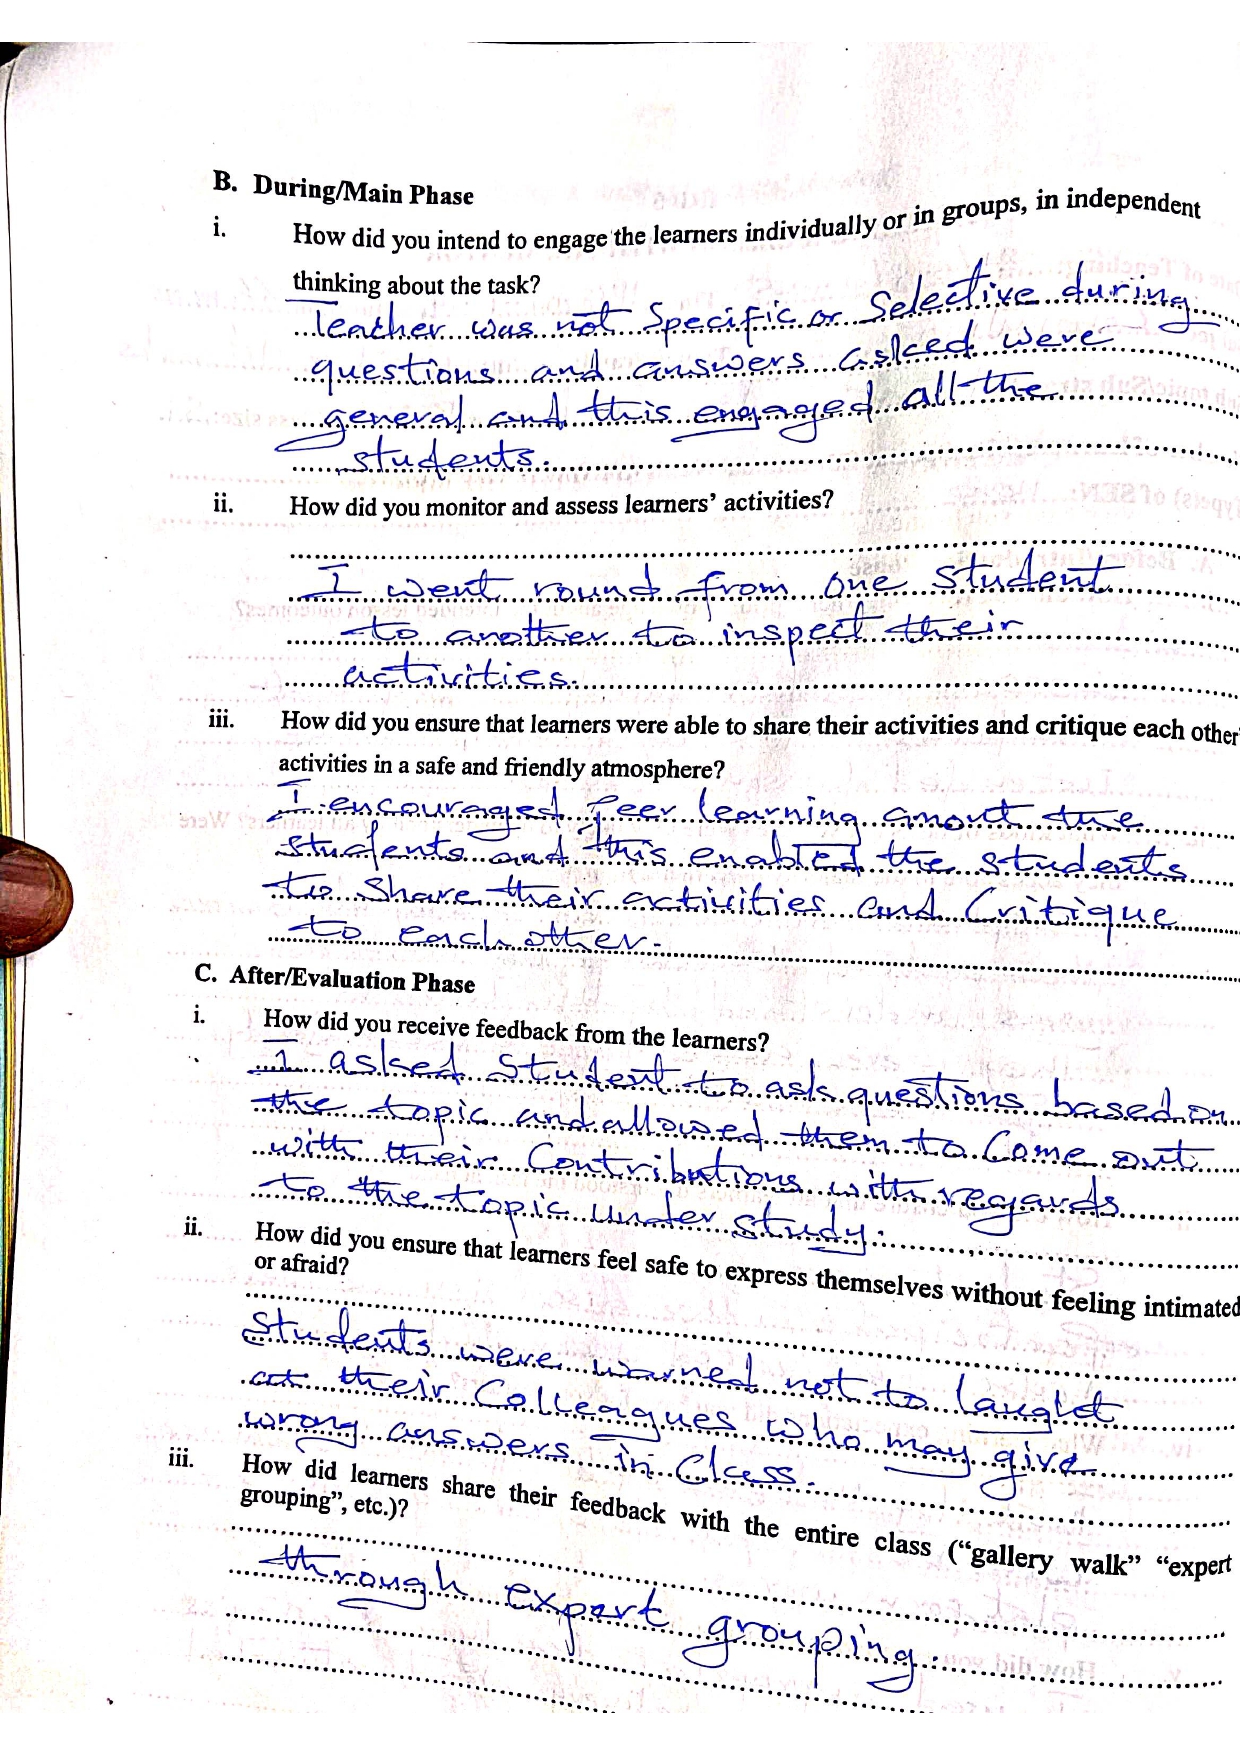 B. During/Main Phase
i. How did you intend to engage the learners individually or in groups, in independent
thinking about the task?
Teacher was not Specific or Selective during
questions and answers asked were
general and this engaged all the
students.
ii. How did you monitor and assess learners' activities?
I went round from one student
to another to inspect their
activities.
iii. How did you ensure that learners were able to share their activities and critique each other
activities in a safe and friendly atmosphere?
I encouraged peer learning amont the
students and this enabled the students
to share their activities and Critique
to each other.
C. After/Evaluation Phase
i. How did you receive feedback from the learners?
I asked Student to ask questions based on
the topic and allowed them to Come out
with their Contributions with regards
to the topic under study.
ii. How did you ensure that learners feel safe to express themselves without feeling intimated
or afraid?
Students were warned not to laught
at their Colleagues who may give
wrong answers in Class.
iii. How did learners share their feedback with the entire class ("gallery walk" "expert
grouping", etc.)?
through expert grouping.